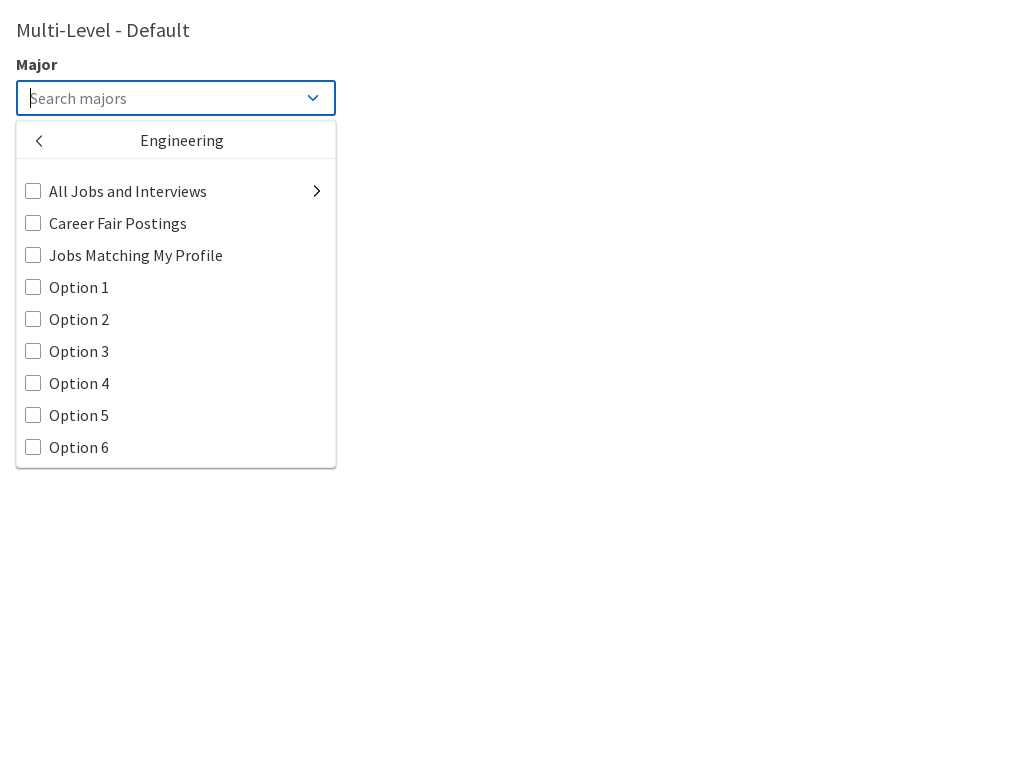 Multi-Level - Default
Major
Search majors
Engineering
All Jobs and Interviews
Career Fair Postings
Jobs Matching My Profile
Option 1
Option 2
Option 3
Option 4
Option 5
Option 6